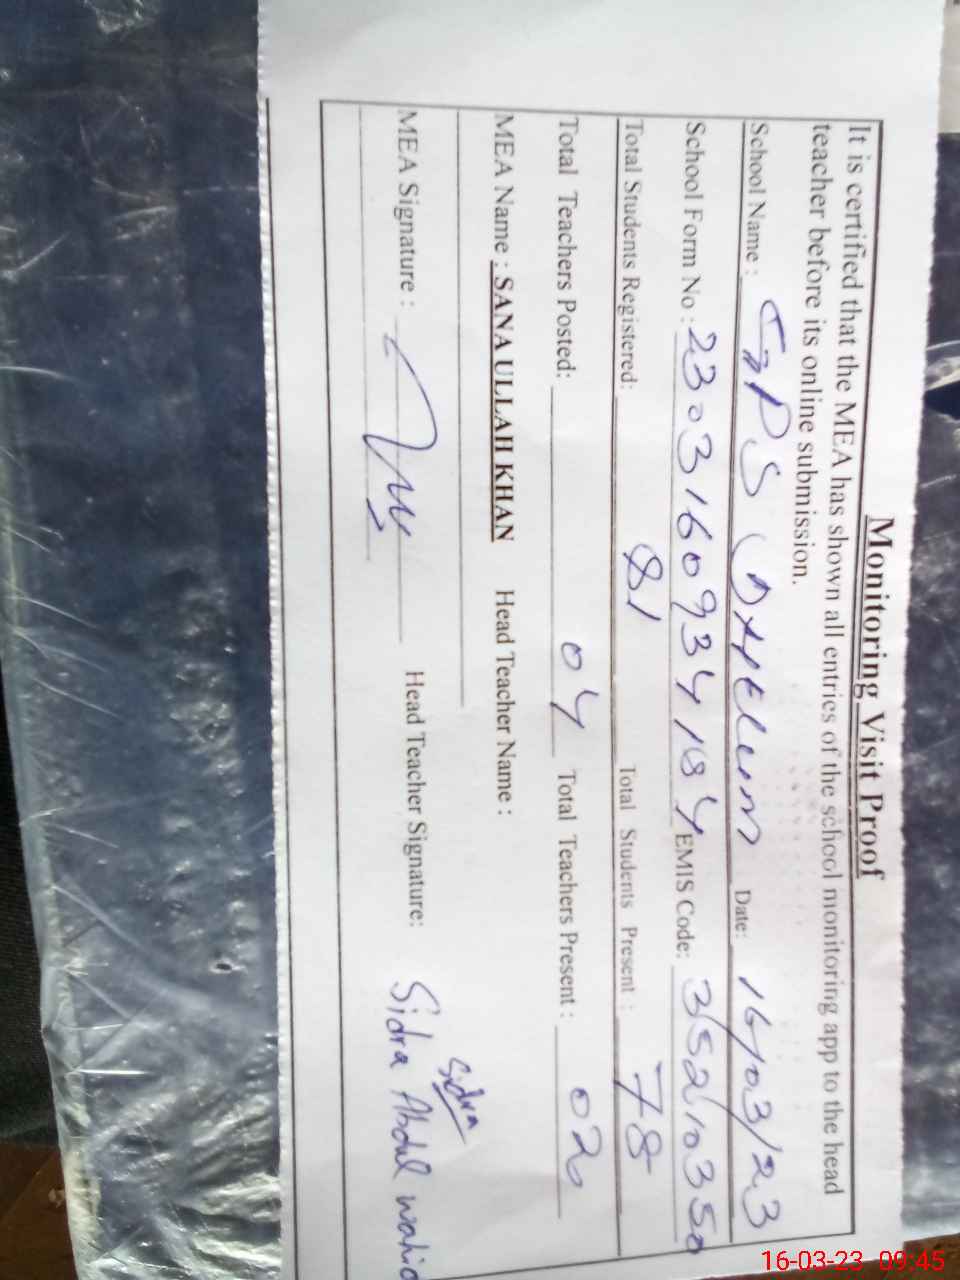 Monitoring Visit Proof
It is certified that the MEA has shown all entries of the school monitoring app to the head
teacher before its online submission.
School Name : GPS Date: 16/03/23
School Form No : 23031609341184 EMIS Code: 35210350
Total Students Registered: 81 Total Students Present : 78
Total Teachers Posted: 04 Total Teachers Present : 02
MEA Name : SANA ULLAH KHAN Head Teacher Name :
Sidra
MEA Signature : Head Teacher Signature: Sidra Abdul wahid
16-03-23 09:45